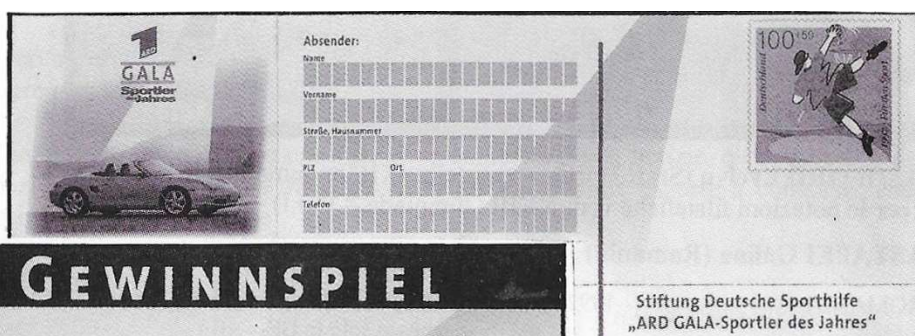 1
ARD
GALA
Sportler
des Jahres
Absender:
Name
Vorname
Straße, Hausnummer
PLZ Ort
Telefon
100+50
Deutschland
GEWINNSPIEL
Stiftung Deutsche Sporthilfe
„ARD GALA-Sportler des Jahres“